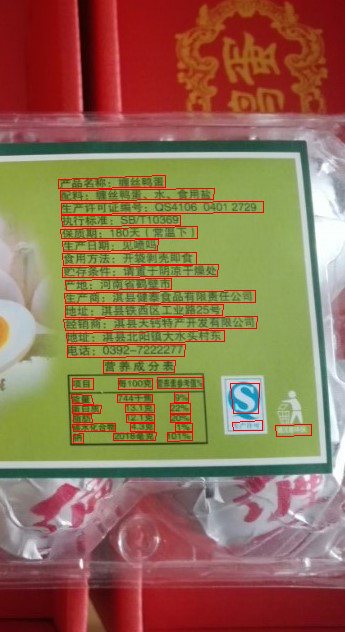 鸭蛋
产品名称：缠丝鸭蛋
配料：缠丝鸭蛋、水、食用盐
生产许可证编号：QS4106 0401 2729
执行标准：SB/T10369
保质期：180天（常温下）
生产日期：见喷码
食用方法：开袋剥壳即食
贮存条件：请置于阴凉干燥处
产地：河南省鹤壁市
生产商：淇县健泰食品有限责任公司
地址：淇县铁西区工业路25号
经销商：淇县大钙特产开发有限公司
地址：淇县北阳镇大水头村东
电话：0392-7222277
营养成分表
项目 每100克 营养素参考值%
能量 744千焦 9%
蛋白质 13.1克 22%
脂肪 12.1克 20%
碳水化合物 4.3克 1%
钠 2018毫克 101%
生产许可